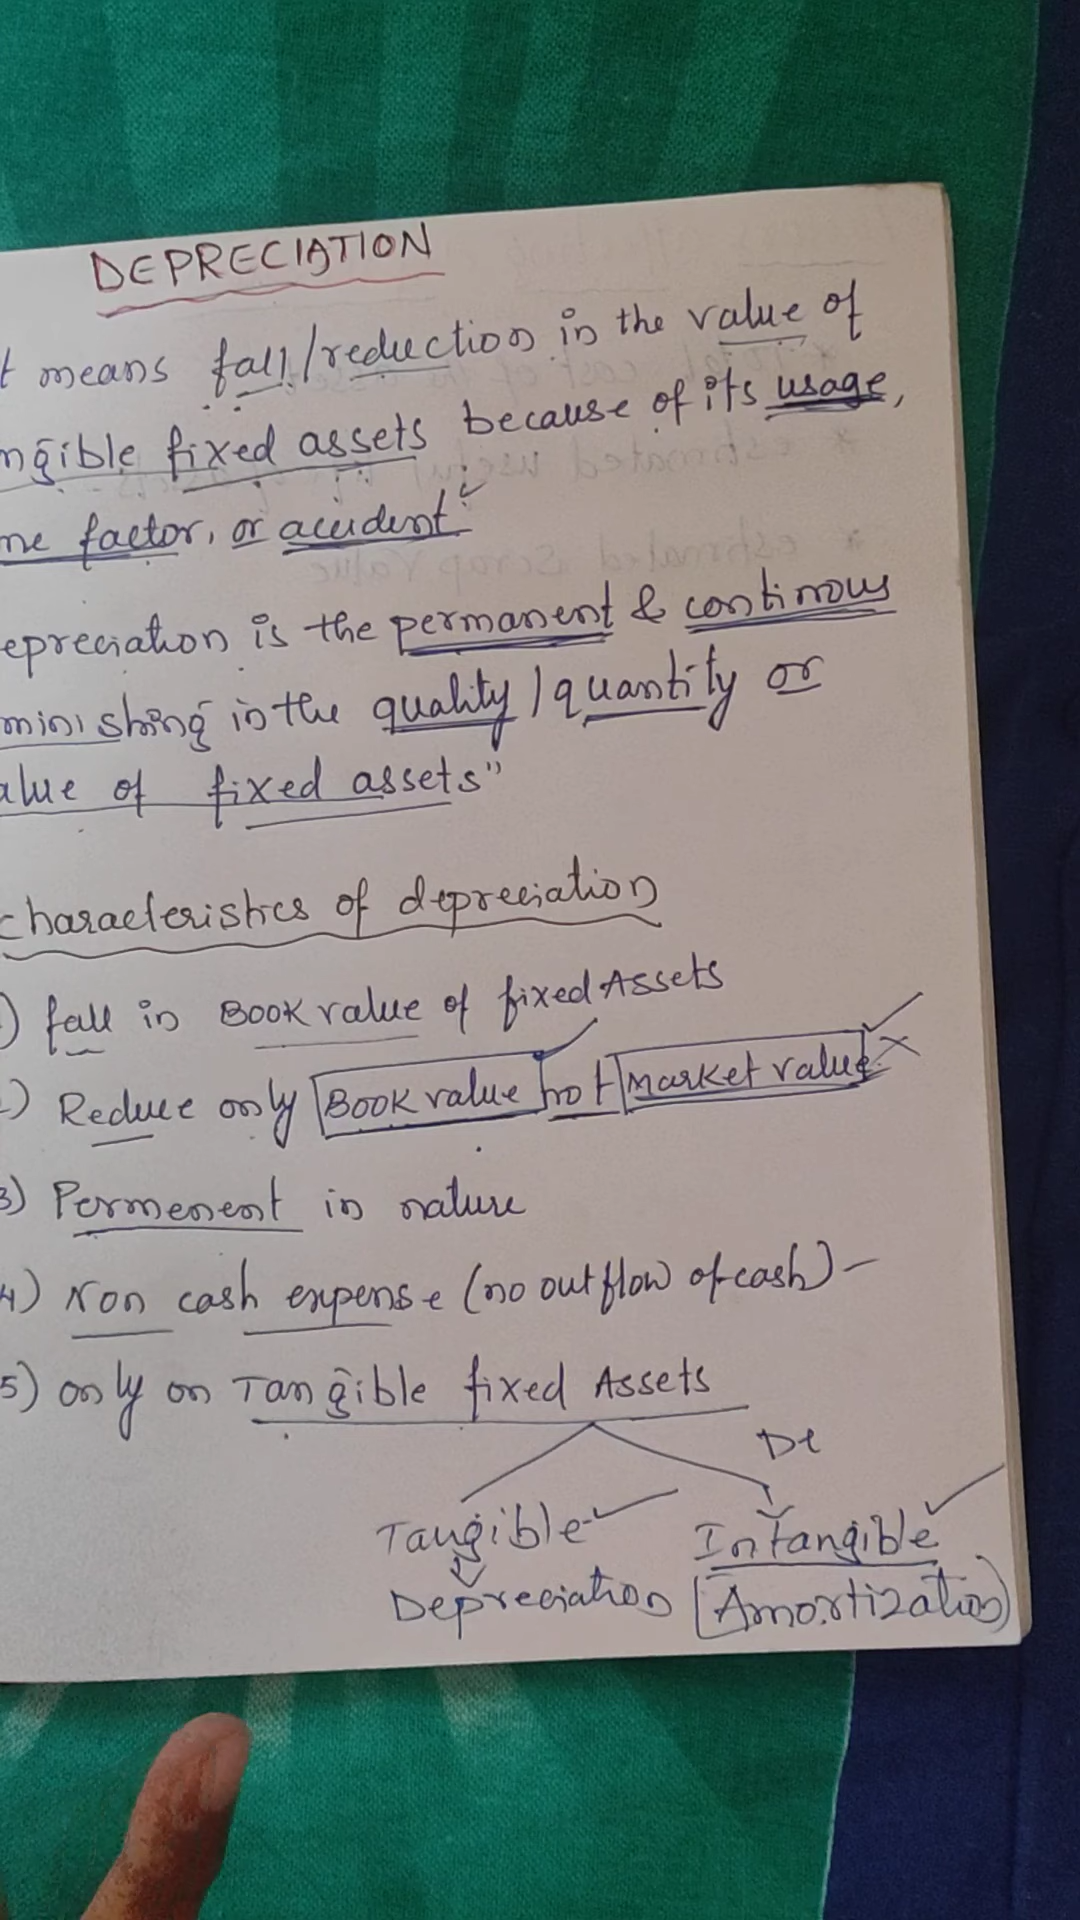 DEPRECIATION
t means fall/reduction in the value of
ngible fixed assets because of its usage,
me factor, or accident
epreciation is the permanent & continous
minishing in the quality/quantity or
alue of fixed assets"
characteristics of depreciation
) fall in Book value of fixed Assets
) Reduce only Book value not Market value ×
3) Permenent in nature
4) Non cash expense (no outflow of cash) -
5) only on Tangible fixed Assets
De
Tangible Intangible
Depreciation (Amortization)